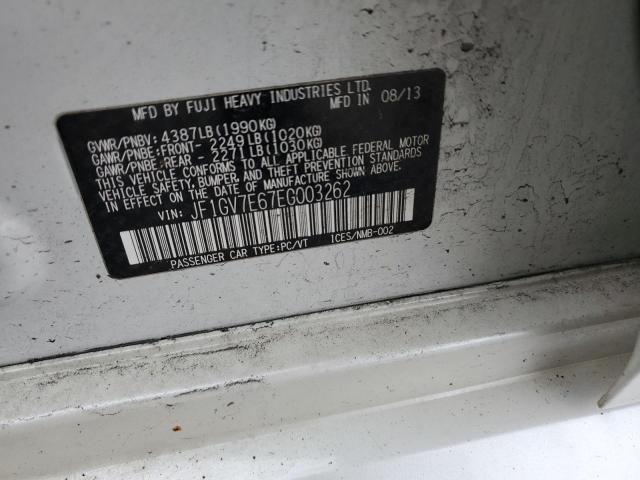 MFD BY FUJI HEAVY INDUSTRIES LTD.
MFD IN 08/13
GVWR/PNBV: 4387LB(1990KG)
GAWR/PNBE:FRONT- 2249LB(1020KG)
GAWR/PNBE:REAR - 2271LB(1030KG)
THIS VEHICLE CONFORMS TO ALL APPLICABLE FEDERAL MOTOR
VEHICLE SAFETY, BUMPER, AND THEFT PREVENTION STANDARDS
IN EFFECT ON THE DATE OF MANUFACTURE SHOWN ABOVE.
VIN: JF1GV7E67EG003262
PASSENGER CAR TYPE:PC/VT ICES/NMB-002